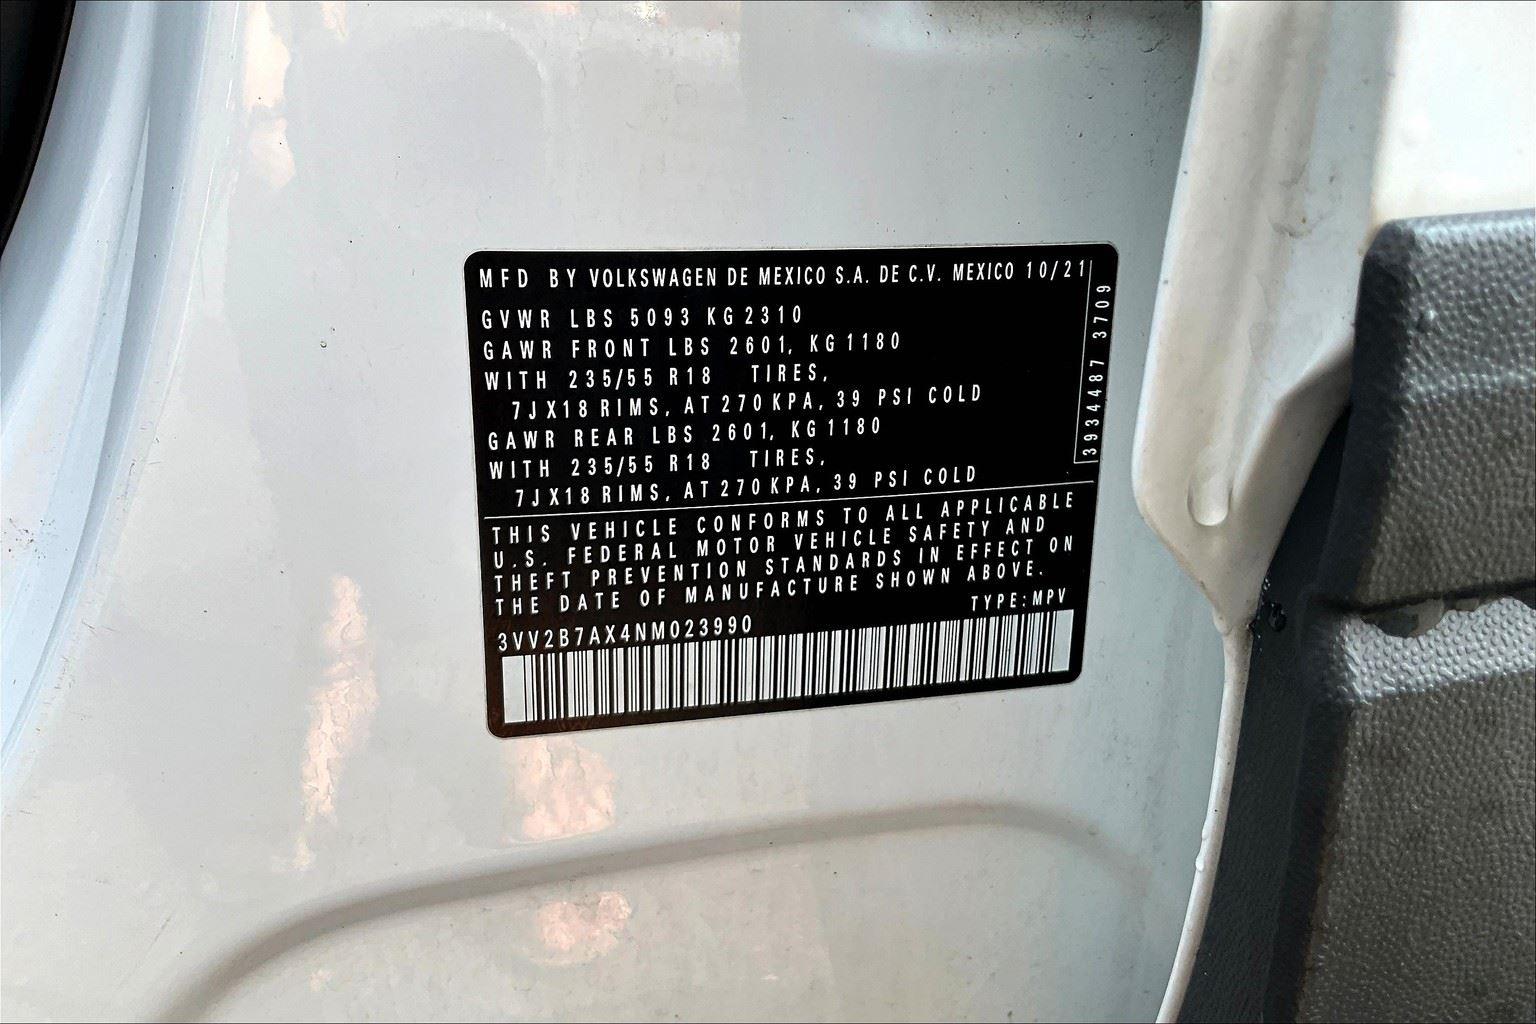 MFD BY VOLKSWAGEN DE MEXICO S.A. DE C.V. MEXICO 10/21
GVWR LBS 5093 KG 2310
GAWR FRONT LBS 2601, KG 1180
WITH 235/55 R18 TIRES,
7J X18 RIMS, AT 270 KPA, 39 PSI COLD
GAWR REAR LBS 2601, KG 1180
WITH 235/55 R18 TIRES,
7J X18 RIMS, AT 270 KPA, 39 PSI COLD
3934487 3709
THIS VEHICLE CONFORMS TO ALL APPLICABLE
U.S. FEDERAL MOTOR VEHICLE SAFETY AND
THEFT PREVENTION STANDARDS IN EFFECT ON
THE DATE OF MANUFACTURE SHOWN ABOVE.
TYPE:MPV
3VV2B7AX4NM023990